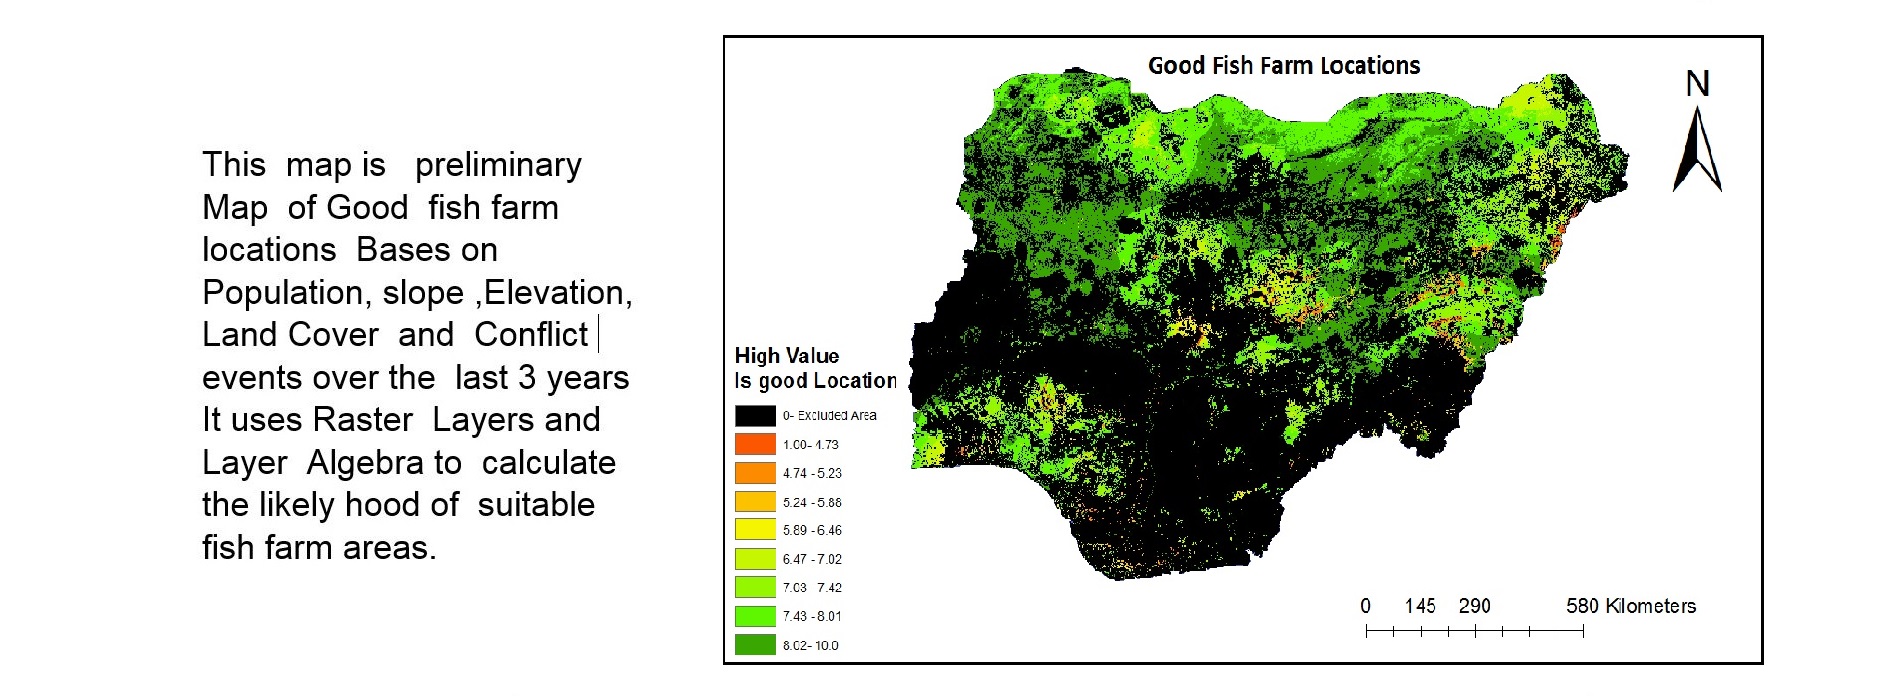 This map is preliminary
Map of Good fish farm
locations Bases on
Population, slope ,Elevation,
Land Cover and Conflict
events over the last 3 years
It uses Raster Layers and
Layer Algebra to calculate
the likely hood of suitable
fish farm areas.
Good Fish Farm Locations
N
High Value
Is good Location
0- Excluded Area
1.00- 4.73
4.74 - 5.23
5.24 - 5.88
5.89 - 6.46
6.47 - 7.02
7.03 - 7.42
7.43 - 8.01
8.02- 10.0
0 145 290 580 Kilometers